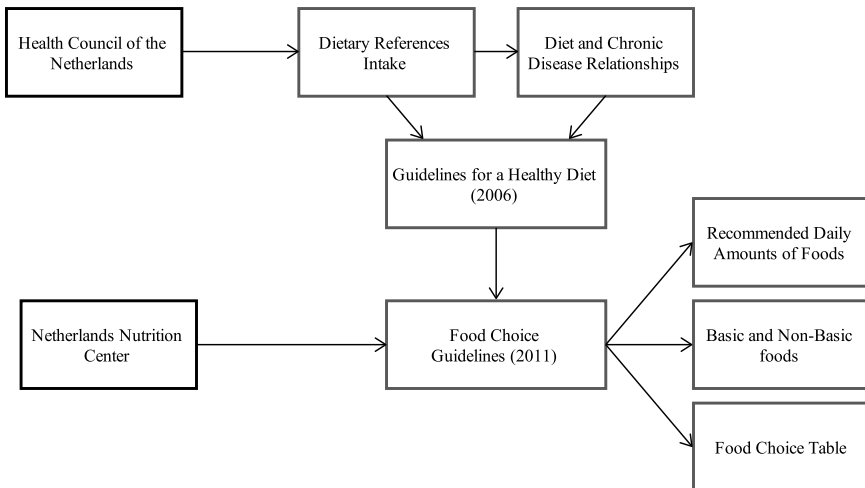 Health Council of the
Netherlands
Dietary References
Intake
Diet and Chronic
Disease Relationships
Guidelines for a Healthy Diet
(2006)
Recommended Daily
Amounts of Foods
Netherlands Nutrition
Center
Food Choice
Guidelines (2011)
Basic and Non-Basic
foods
Food Choice Table